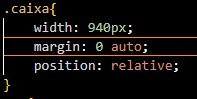 .caixa{
width: 940px;
margin: 0 auto;
position: relative;
}